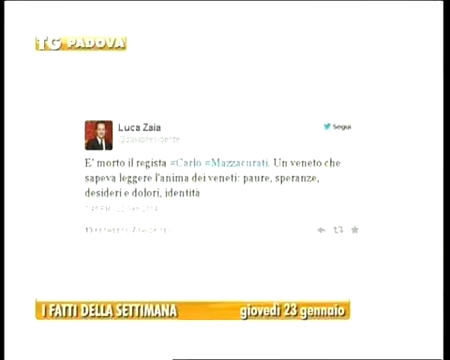 TG PADOVA
Luca Zaia
Segui
@zaiapresidente
E' morto il regista #Carlo #Mazzacurati. Un veneto che
sapeva leggere l'anima dei veneti: paure, speranze,
desideri e dolori, identità
I FATTI DELLA SETTIMANA
giovedì 23 gennaio